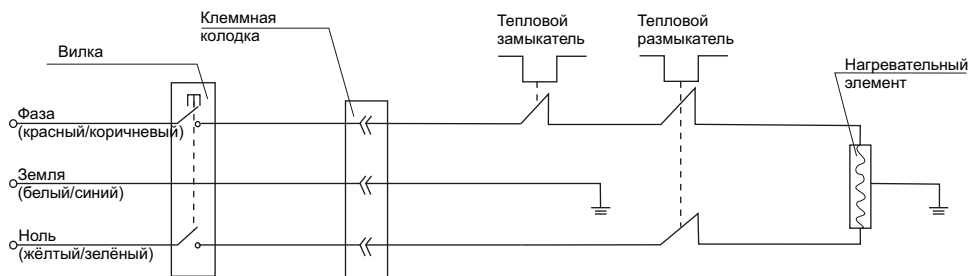 Клеммная
колодка
Тепловой
замыкатель
Тепловой
размыкатель
Вилка
Нагревательный
элемент
Фаза
(красный/коричневый)
Земля
(белый/синий)
Ноль
(жёлтый/зелёный)